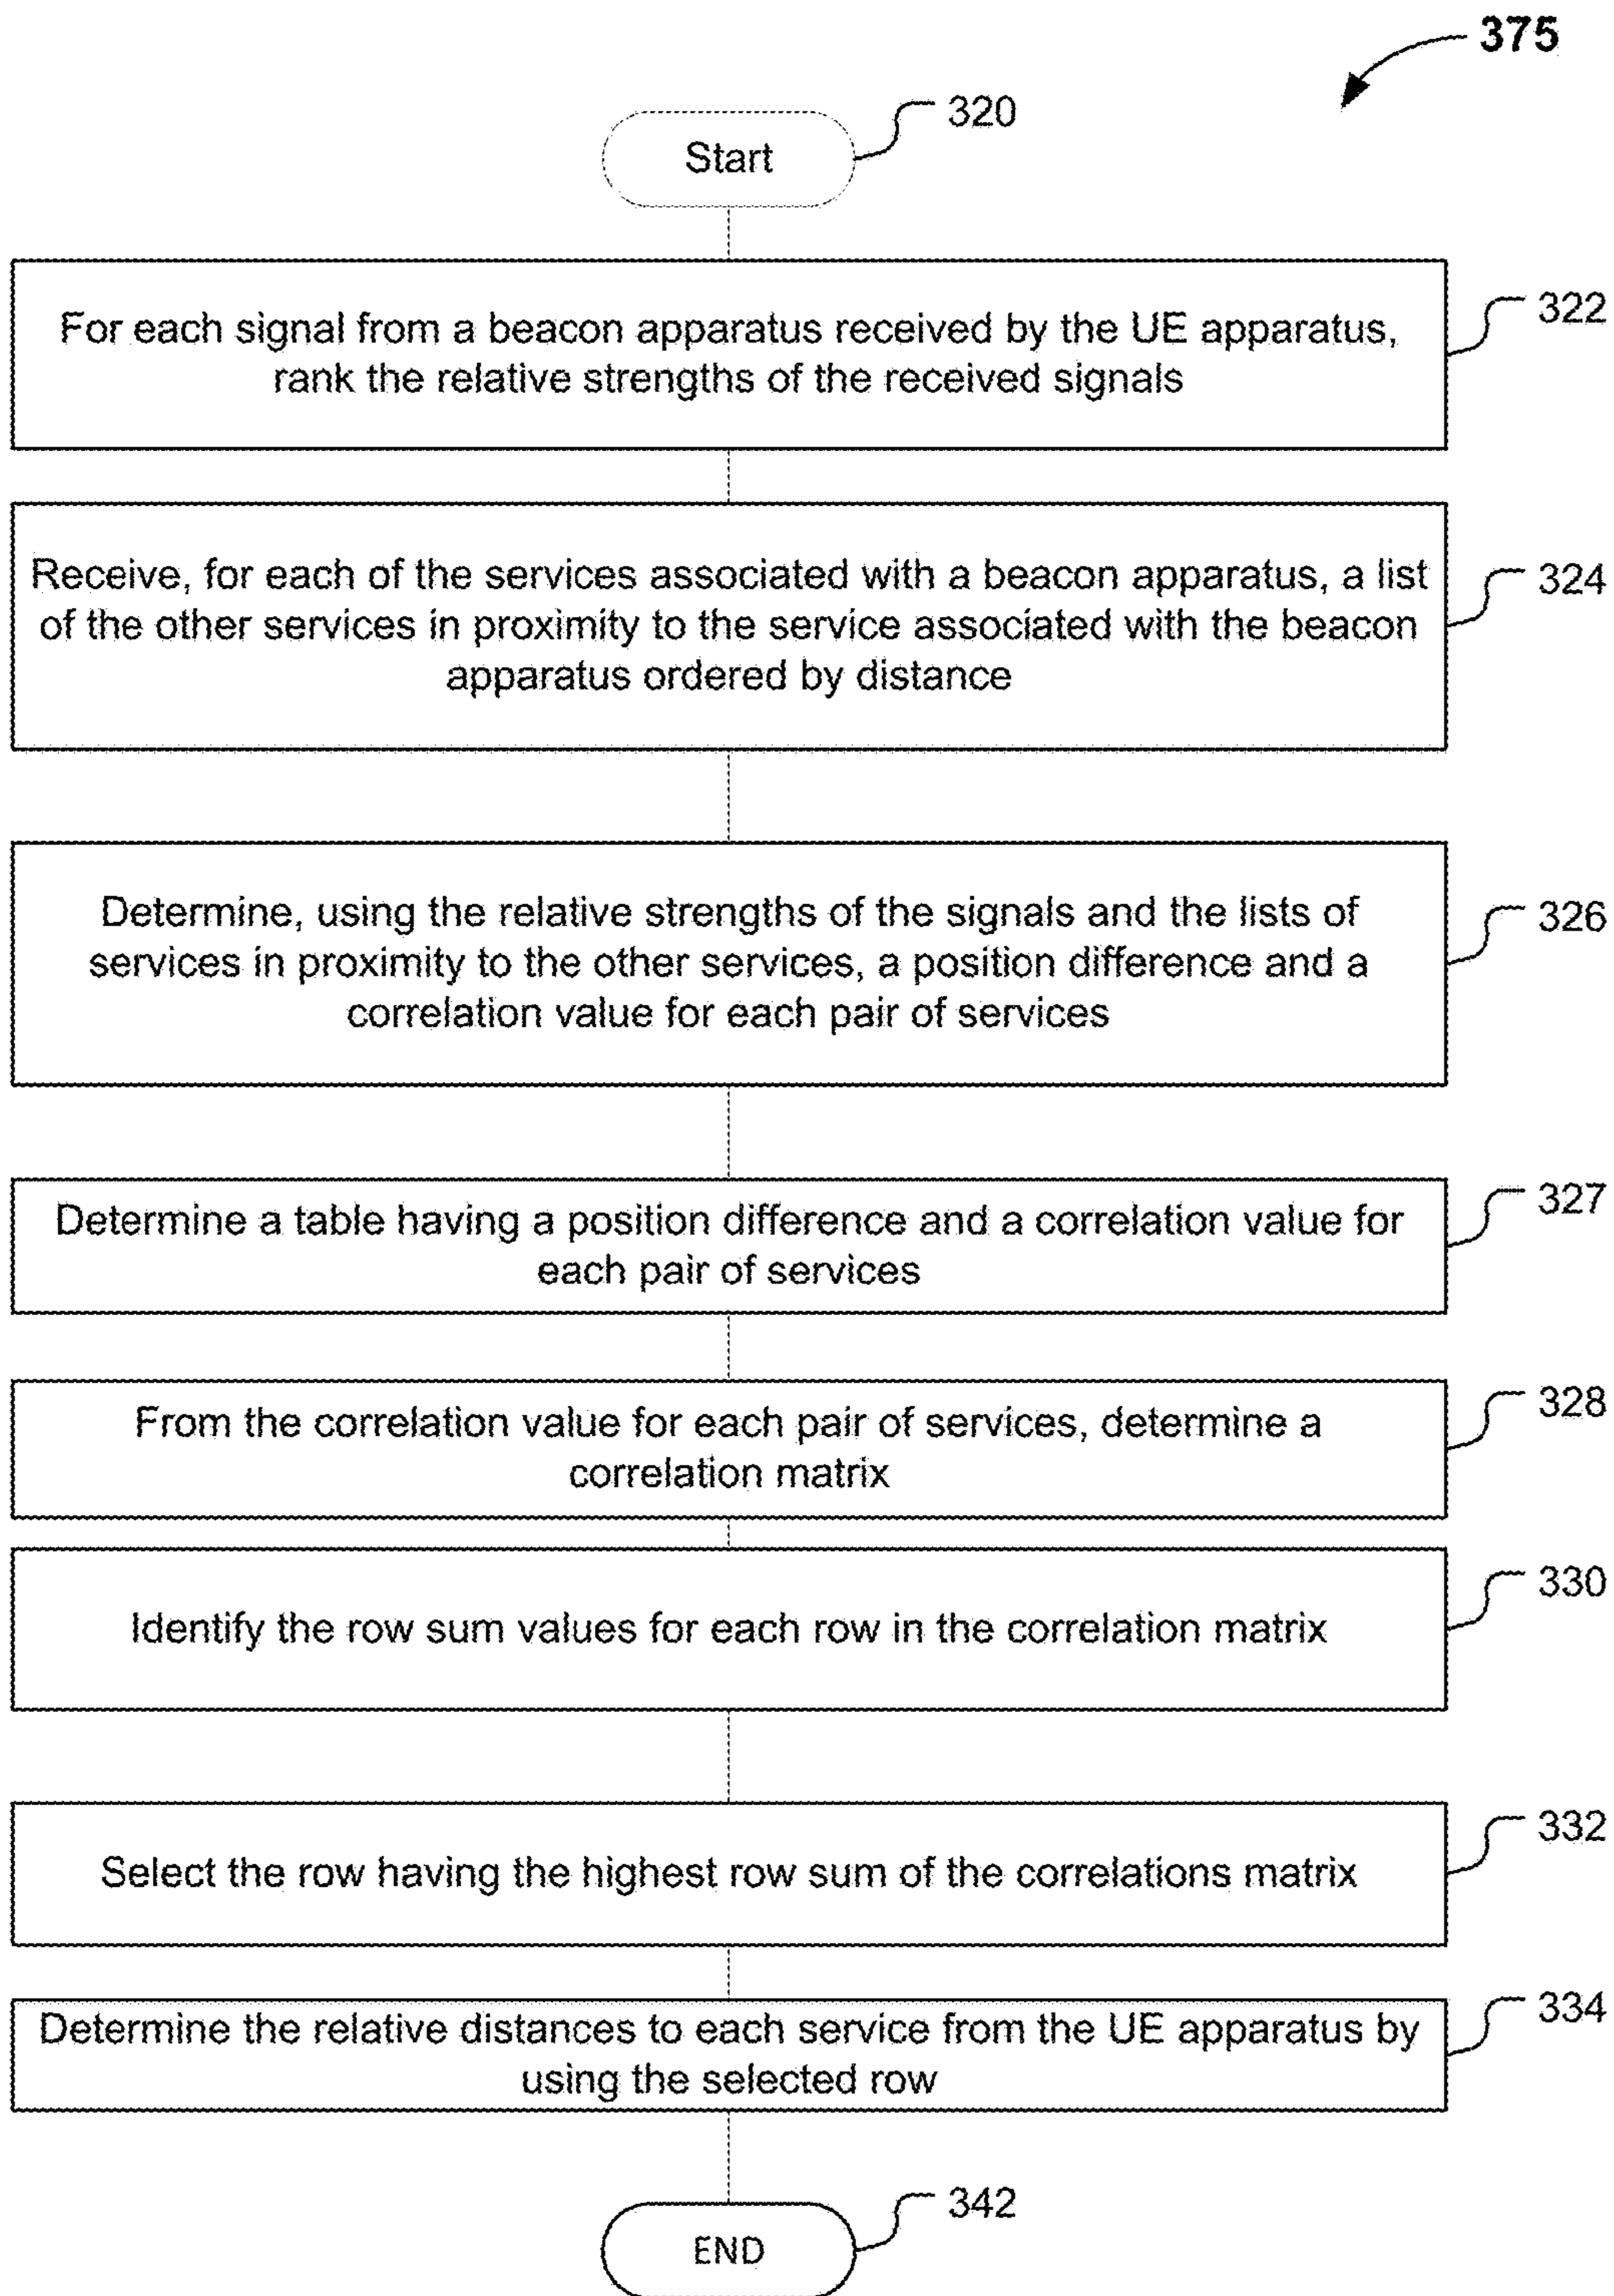 375
320
Start
322
For each signal from a beacon apparatus received by the UE apparatus,
rank the relative strengths of the received signals
324
Receive, for each of the services associated with a beacon apparatus, a list
of the other services in proximity to the service associated with the beacon
apparatus ordered by distance
326
Determine, using the relative strengths of the signals and the lists of
services in proximity to the other services, a position difference and a
correlation value for each pair of services
327
Determine a table having a position difference and a correlation value for
each pair of services
328
From the correlation value for each pair of services, determine a
correlation matrix
330
Identify the row sum values for each row in the correlation matrix
332
Select the row having the highest row sum of the correlations matrix
334
Determine the relative distances to each service from the UE apparatus by
using the selected row
342
END